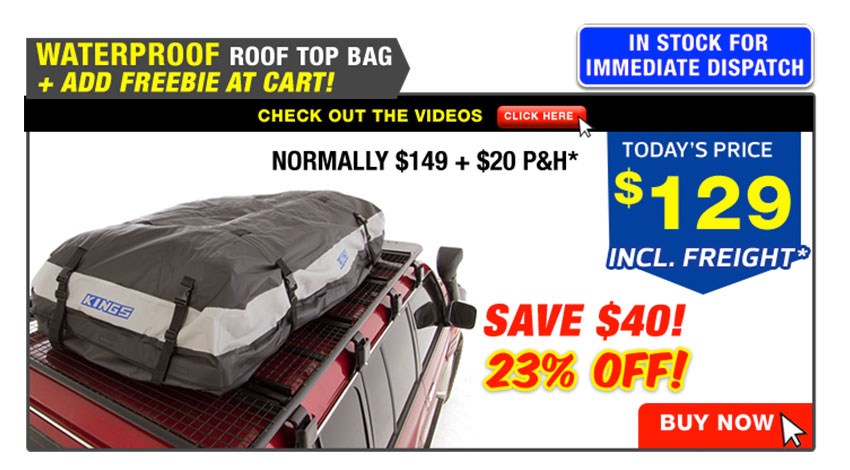 WATERPROOF ROOF TOP BAG
+ ADD FREEBIE AT CART!
IN STOCK FOR
IMMEDIATE DISPATCH
CHECK OUT THE VIDEOS CLICK HERE
NORMALLY $149 + $20 P&H*
TODAY'S PRICE
$129
INCL. FREIGHT*
KINGS
KINGS
SAVE $40!
23% OFF!
BUY NOW